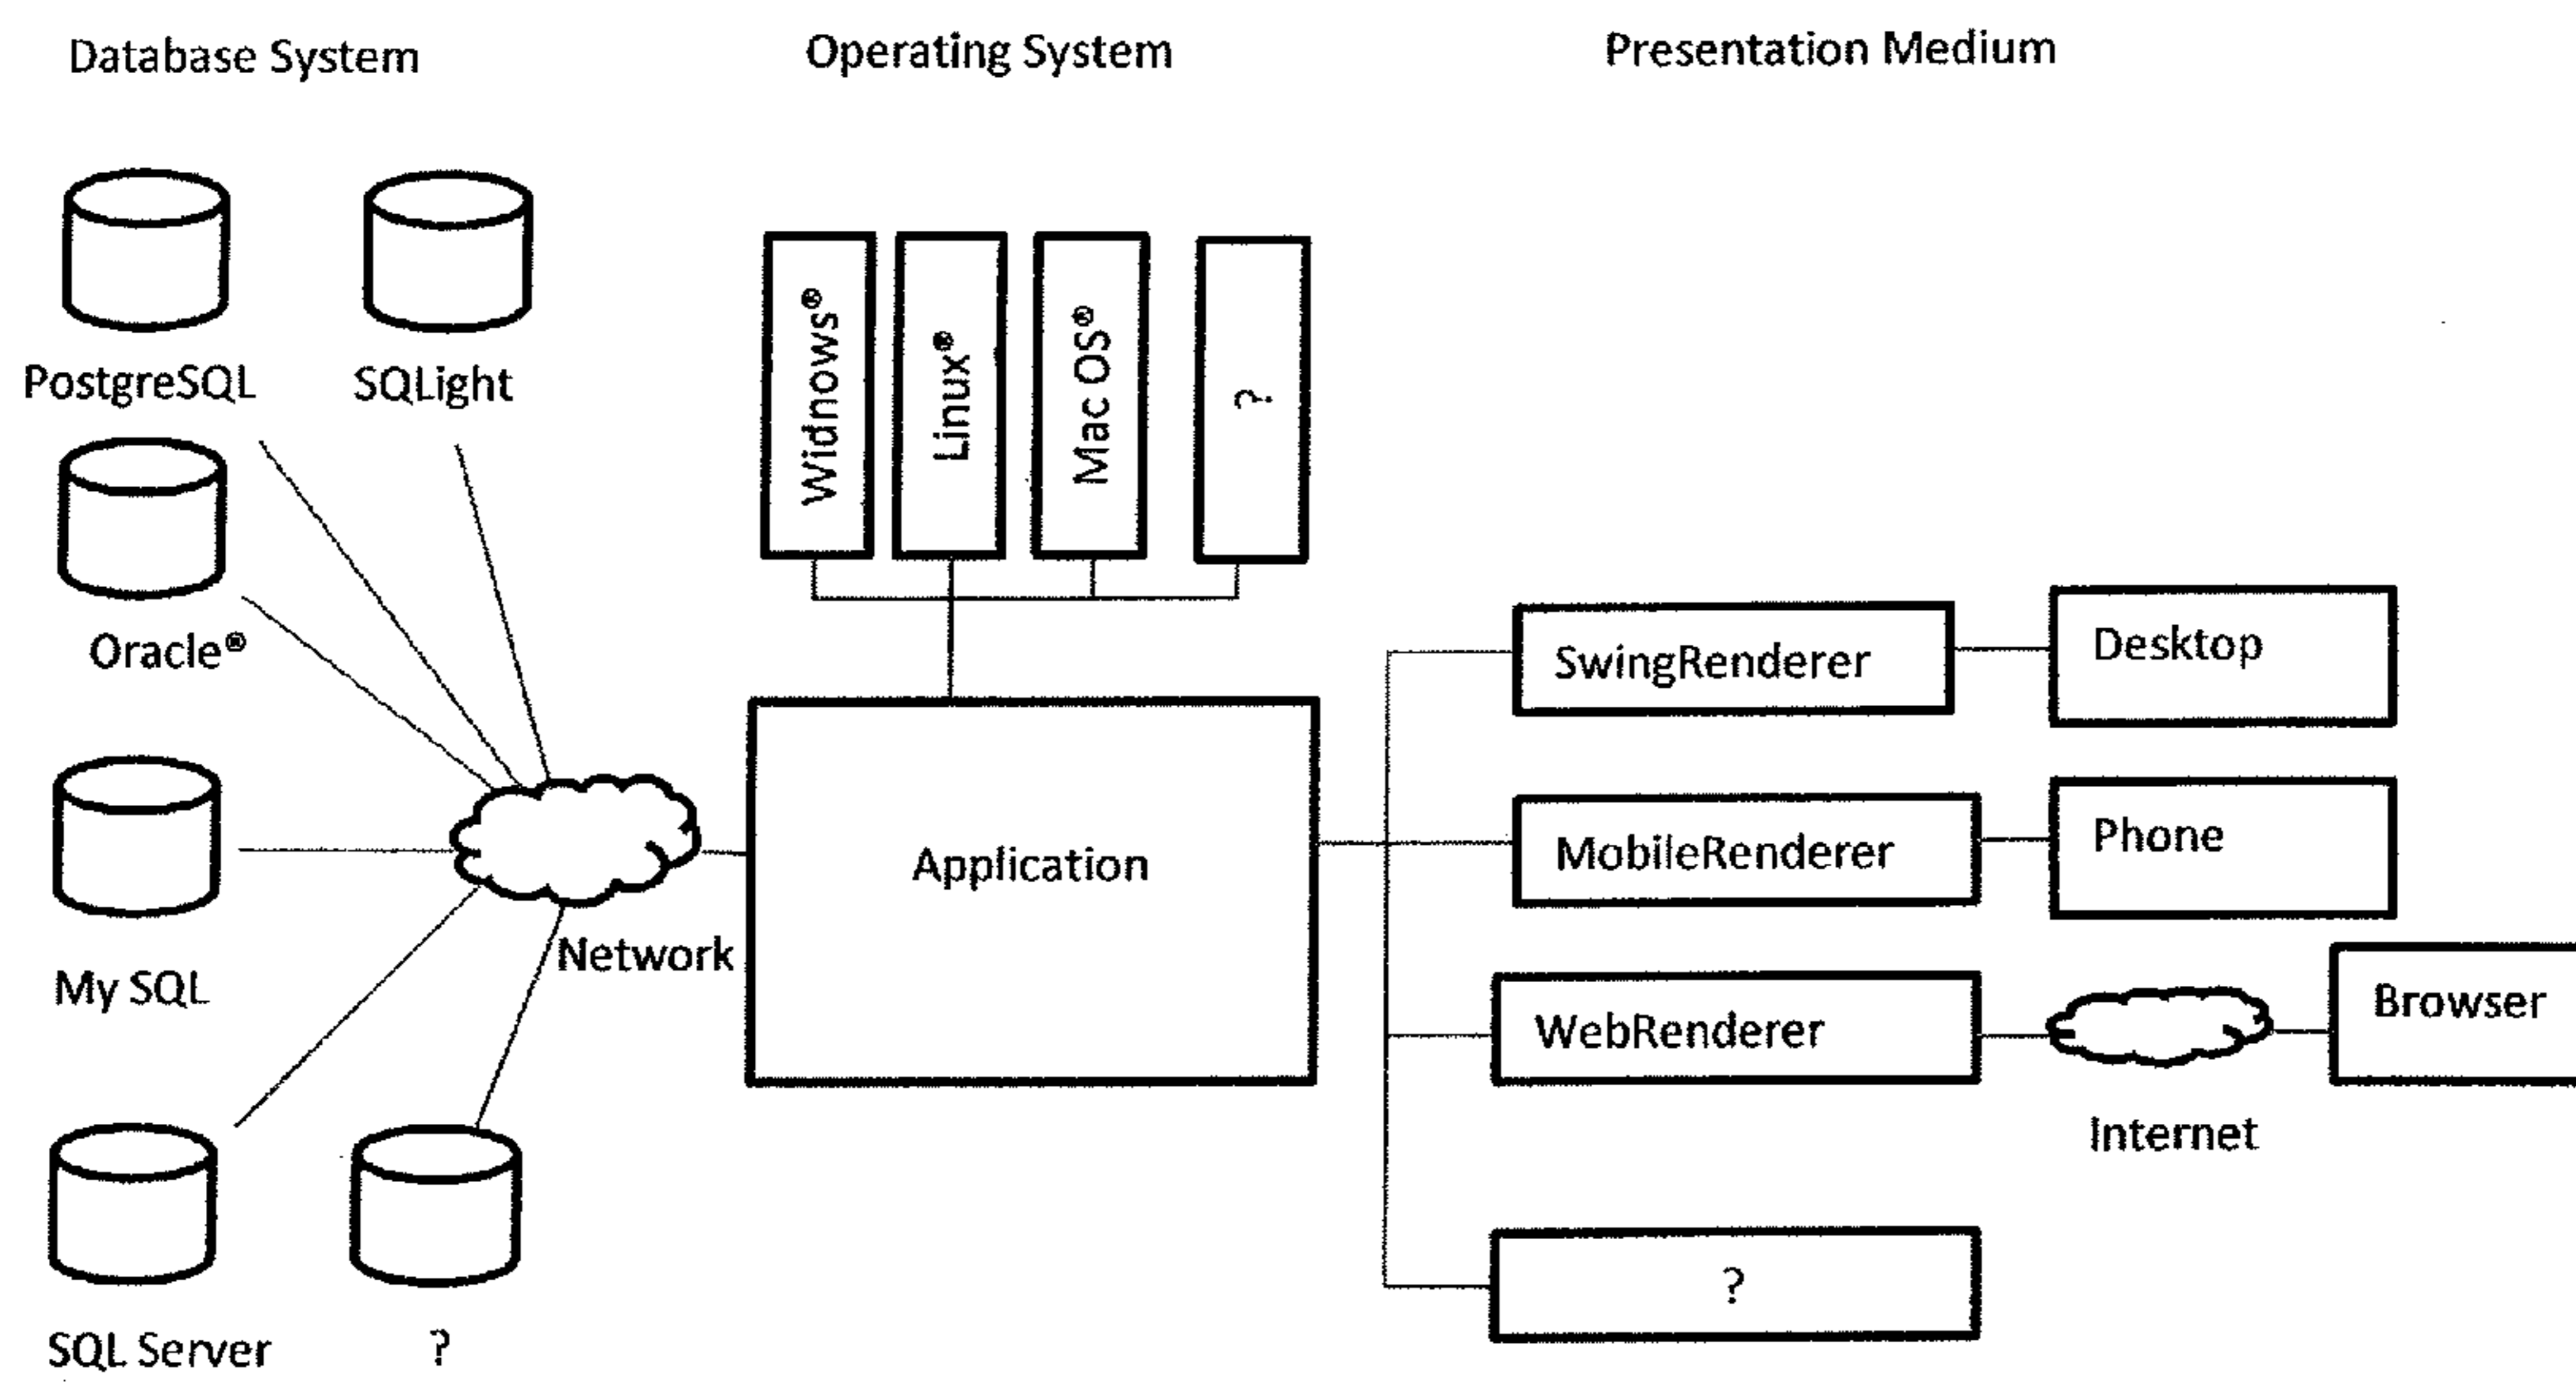 Database System
Operating System
Presentation Medium
PostgreSQL
SQLight
Oracle®
My SQL
SQL Server
?
Network
Widnows®
Linux®
Mac OS®
?
Application
SwingRenderer
Desktop
MobileRenderer
Phone
WebRenderer
Internet
Browser
?